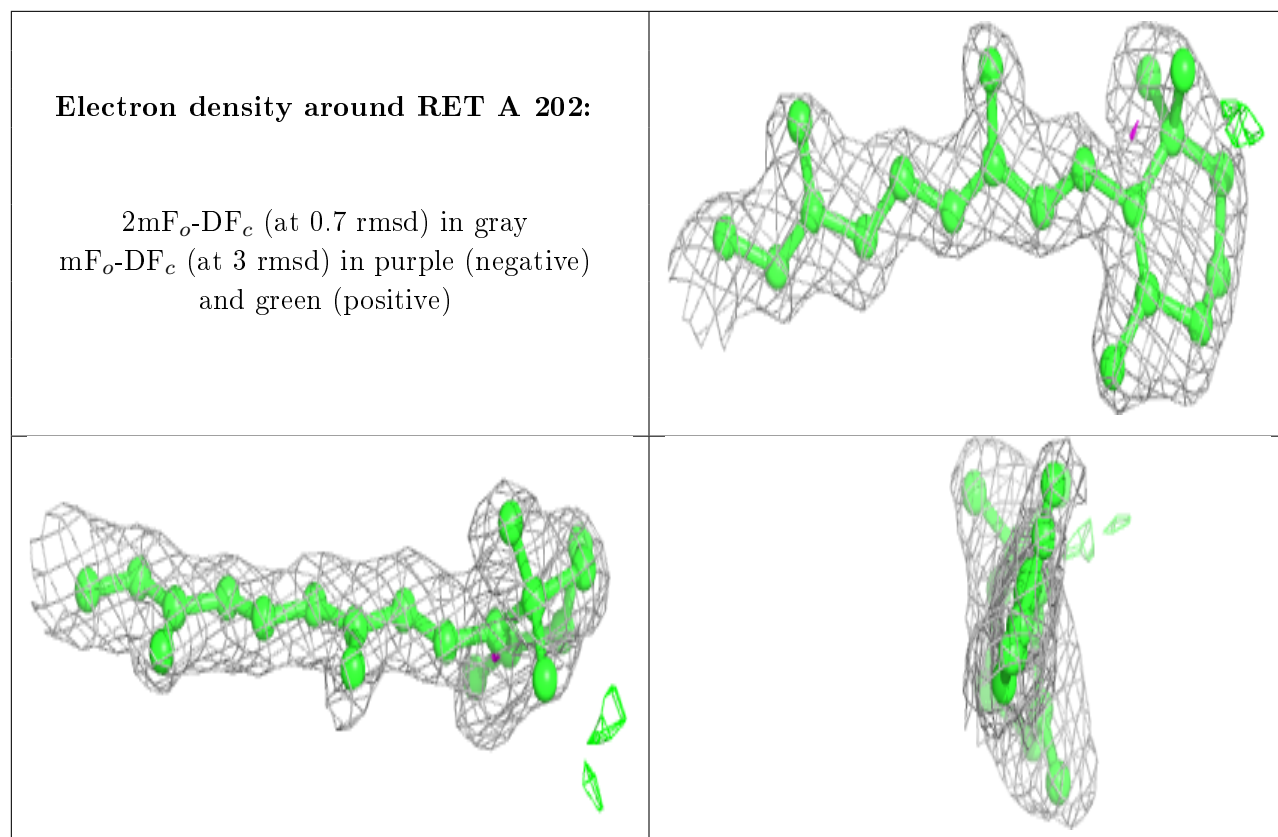 Electron density around RET A 202:
2mFₒ-DF𝒸 (at 0.7 rmsd) in gray
mFₒ-DF𝒸 (at 3 rmsd) in purple (negative)
and green (positive)